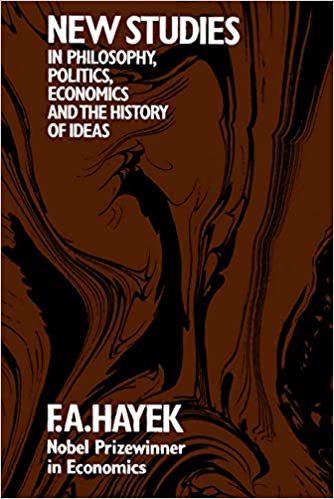 NEW STUDIES
IN PHILOSOPHY,
POLITICS,
ECONOMICS
AND THE HISTORY
OF IDEAS
F.A.HAYEK
Nobel Prizewinner
in Economics